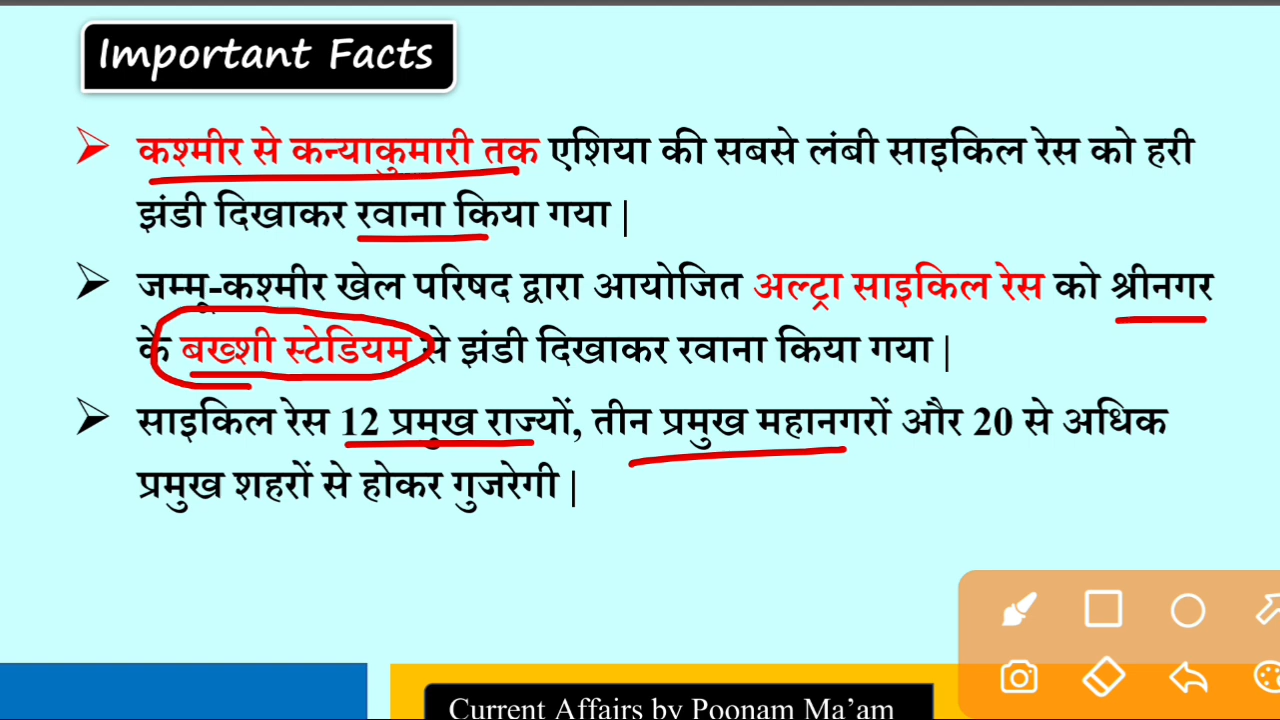 Important Facts
कश्मीर से कन्याकुमारी तक एशिया की सबसे लंबी साइकिल रेस को हरी
झंडी दिखाकर रवाना किया गया |
जम्मू-कश्मीर खेल परिषद द्वारा आयोजित अल्ट्रा साइकिल रेस को श्रीनगर
के बख्शी स्टेडियम से झंडी दिखाकर रवाना किया गया |
साइकिल रेस 12 प्रमुख राज्यों, तीन प्रमुख महानगरों और 20 से अधिक
प्रमुख शहरों से होकर गुजरेगी |
Current Affairs by Poonam Ma'am